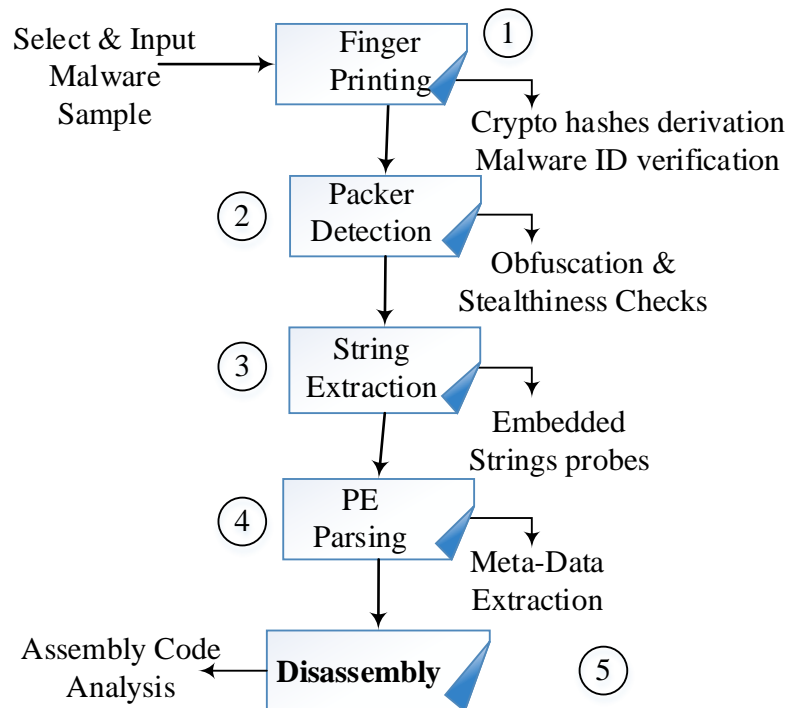 Select & Input
Malware
Sample
Finger
Printing
1
Crypto hashes derivation
Malware ID verification
2
Packer
Detection
Obfuscation &
Stealthiness Checks
3
String
Extraction
Embedded
Strings probes
4
PE
Parsing
Meta-Data
Extraction
Assembly Code
Analysis
Disassembly
5